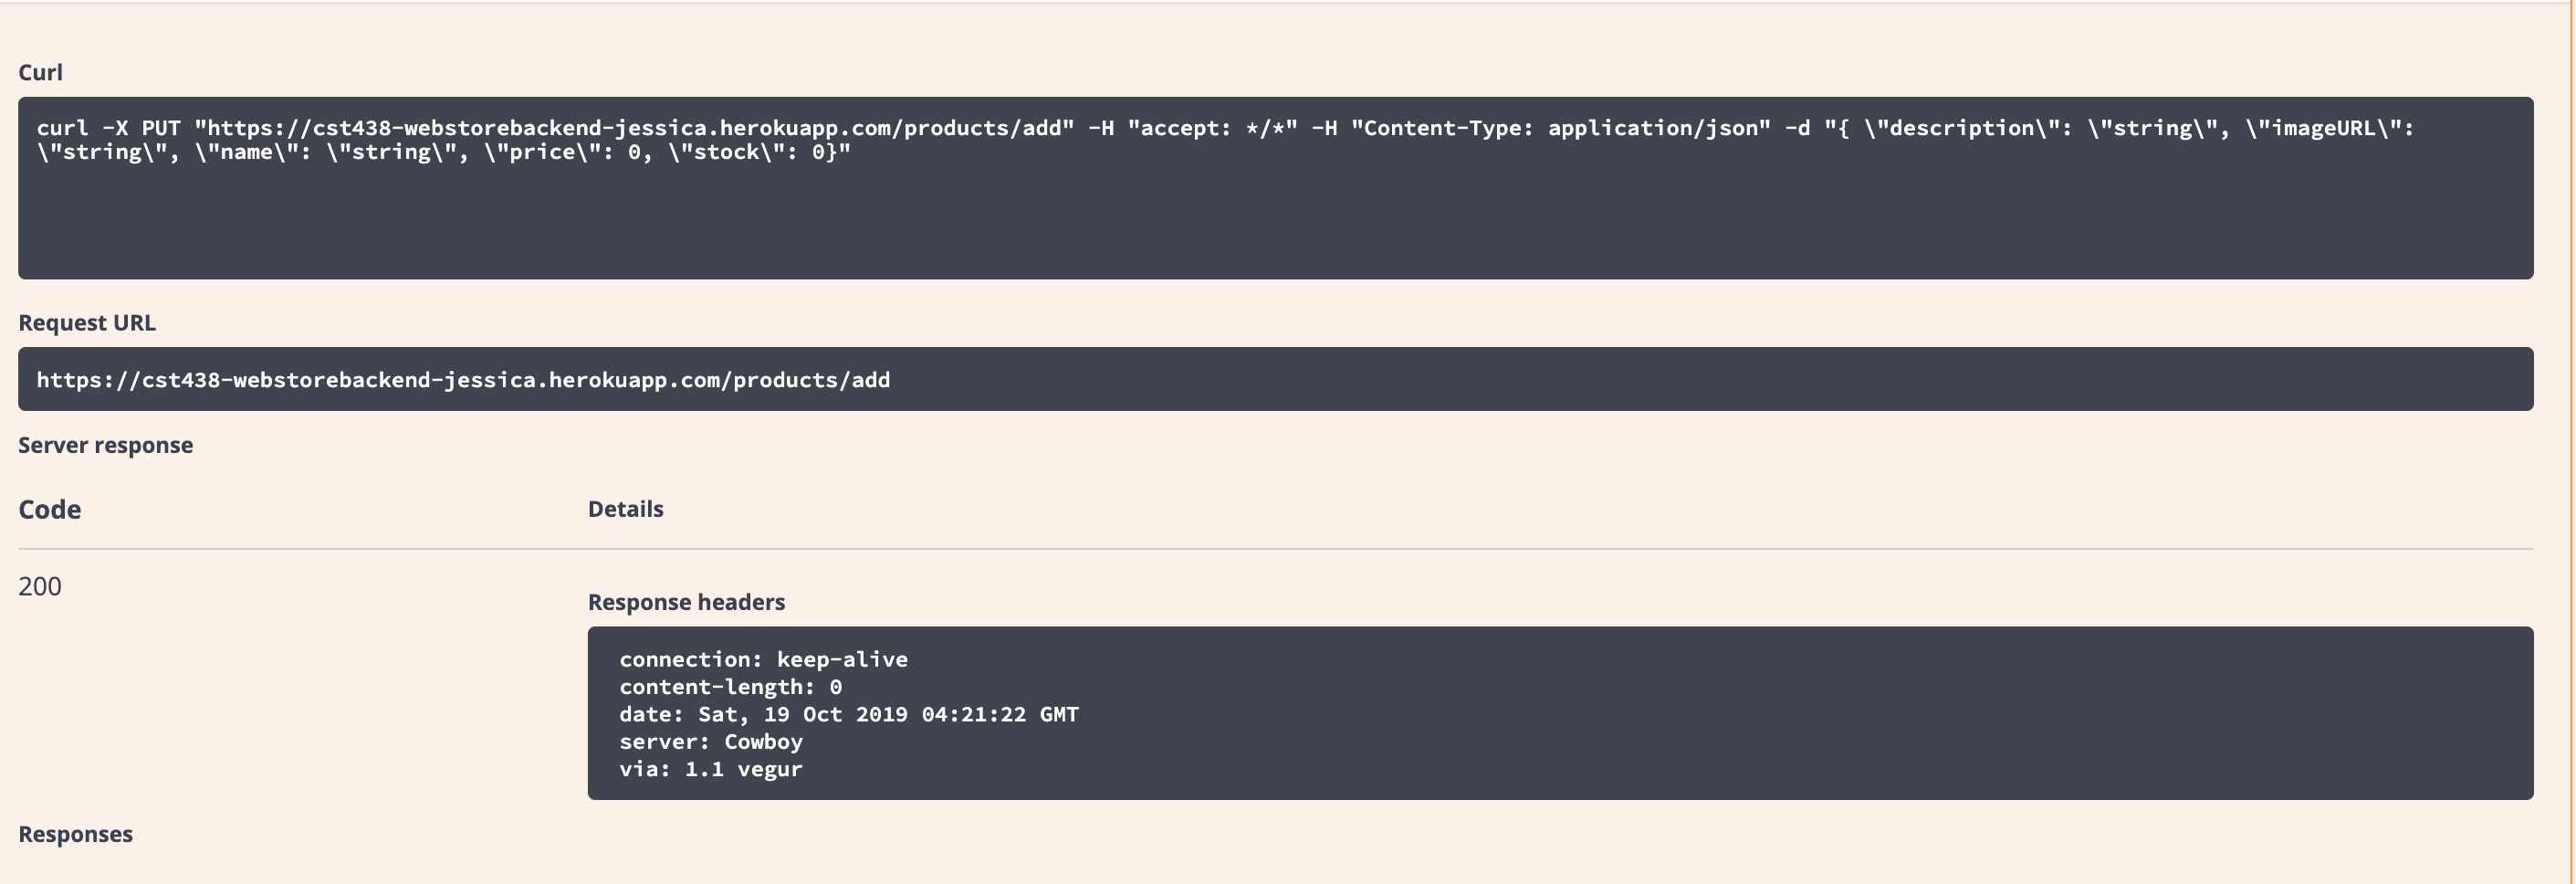 Curl
curl -X PUT "https://cst438-webstorebackend-jessica.herokuapp.com/products/add" -H "accept: */*" -H "Content-Type: application/json" -d "{ \"description\": \"string\", \"imageURL\":
\"string\", \"name\": \"string\", \"price\": 0, \"stock\": 0}"
Request URL
https://cst438-webstorebackend-jessica.herokuapp.com/products/add
Server response
Code Details
200
Response headers
connection: keep-alive
content-length: 0
date: Sat, 19 Oct 2019 04:21:22 GMT
server: Cowboy
via: 1.1 vegur
Responses